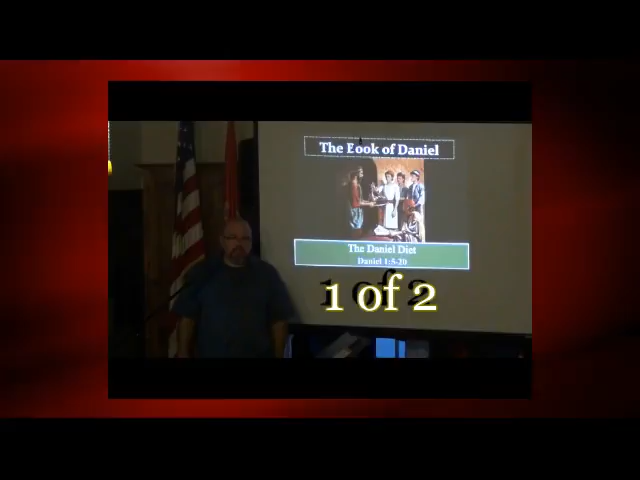 The Book of Daniel
The Daniel Diet
Daniel 1:5-20
1 of 2